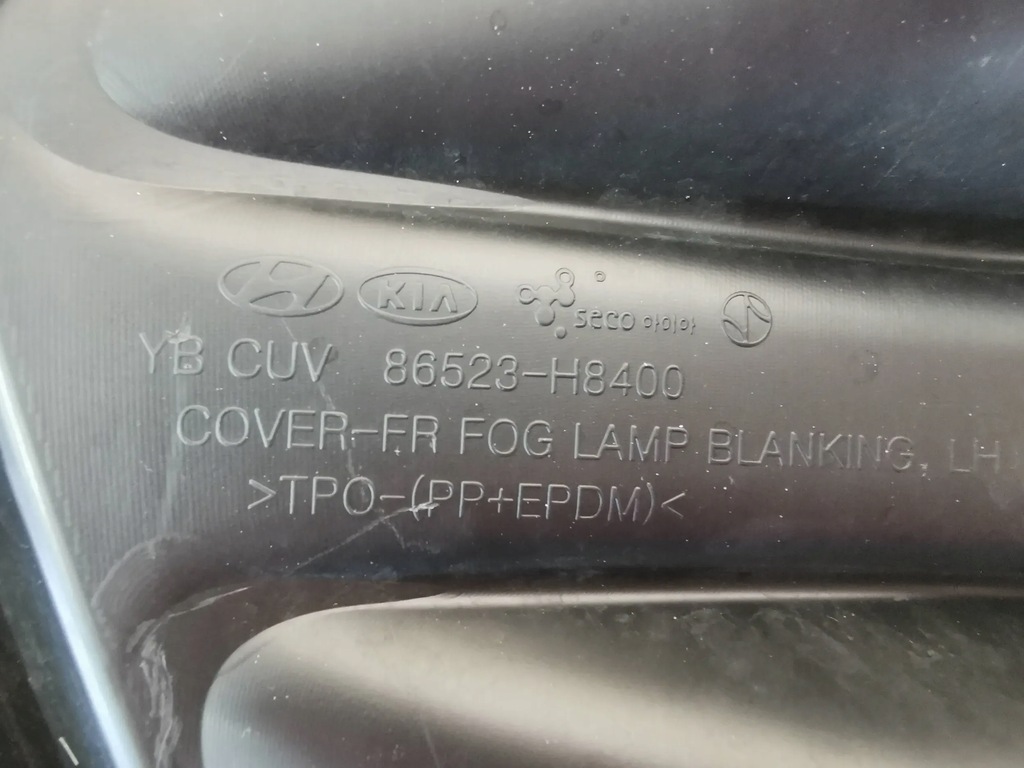 KIA seco
YB CUV 86523-H8400
COVER-FR FOG LAMP BLANKING, LH
>TPO-(PP+EPDM)<